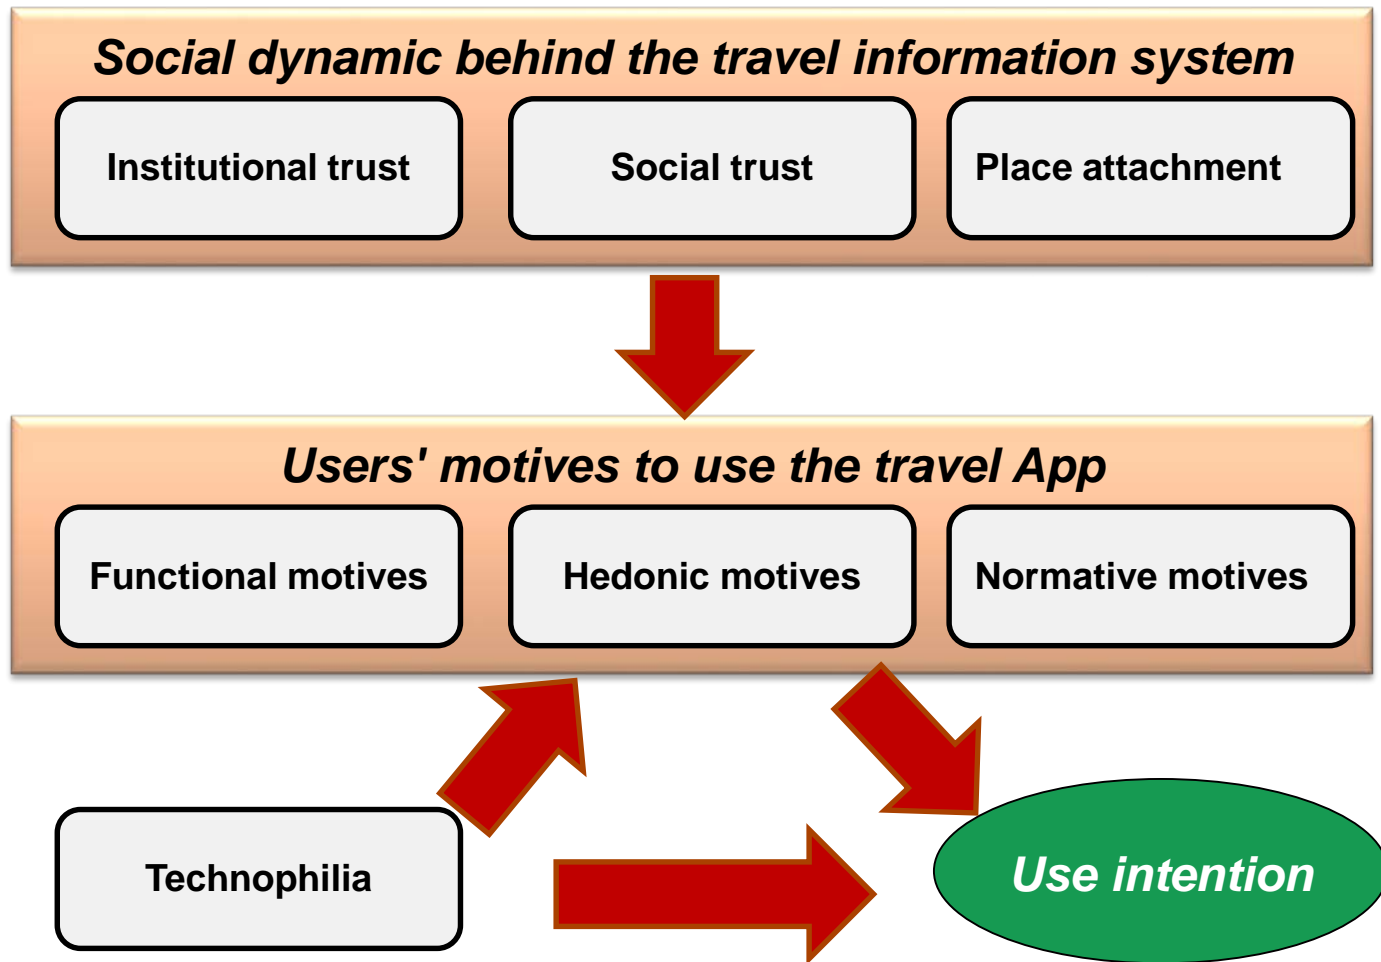 Social dynamic behind the travel information system
Institutional trust
Social trust
Place attachment
Users' motives to use the travel App
Functional motives
Hedonic motives
Normative motives
Technophilia
Use intention